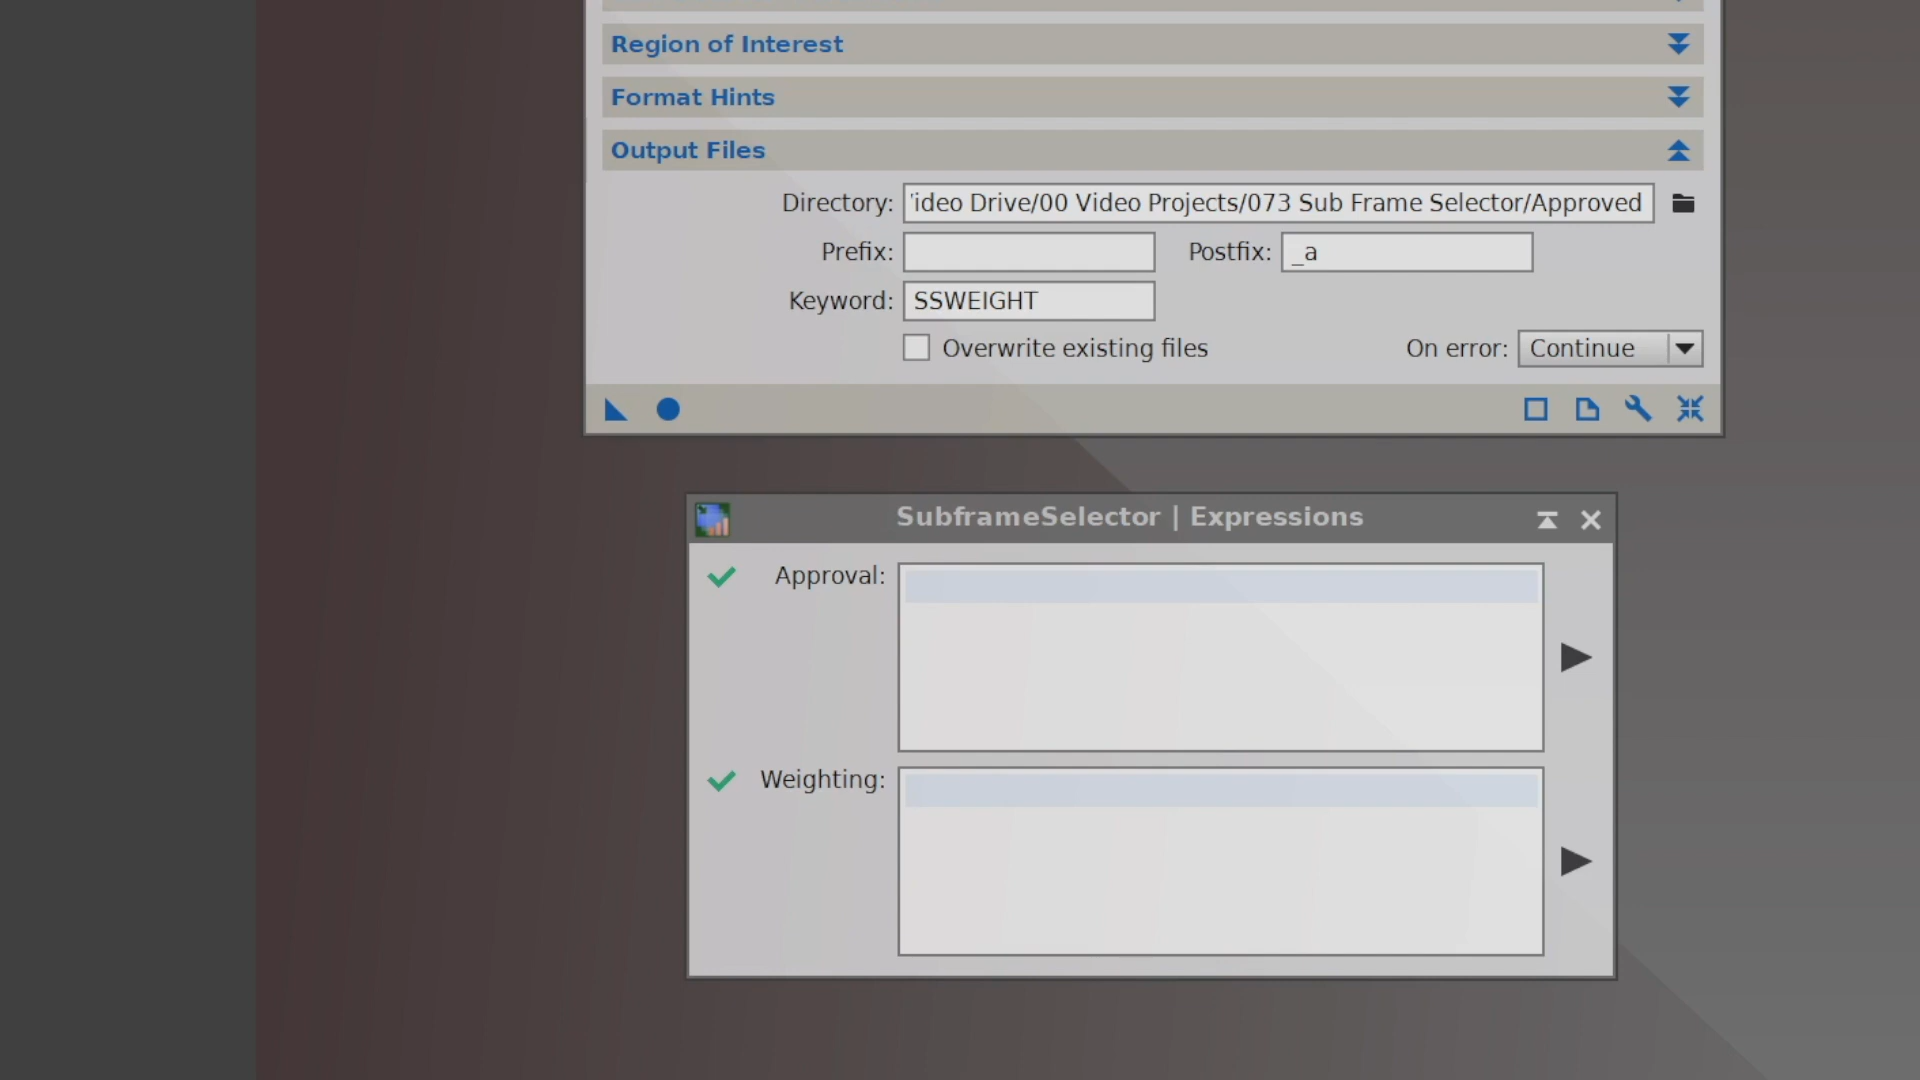 Region of Interest
Format Hints
Output Files
Directory: ideo Drive/00 Video Projects/073 Sub Frame Selector/Approved
Prefix: Postfix: _a
Keyword: SSWEIGHT
Overwrite existing files On error: Continue
SubframeSelector | Expressions
Approval:
Weighting: